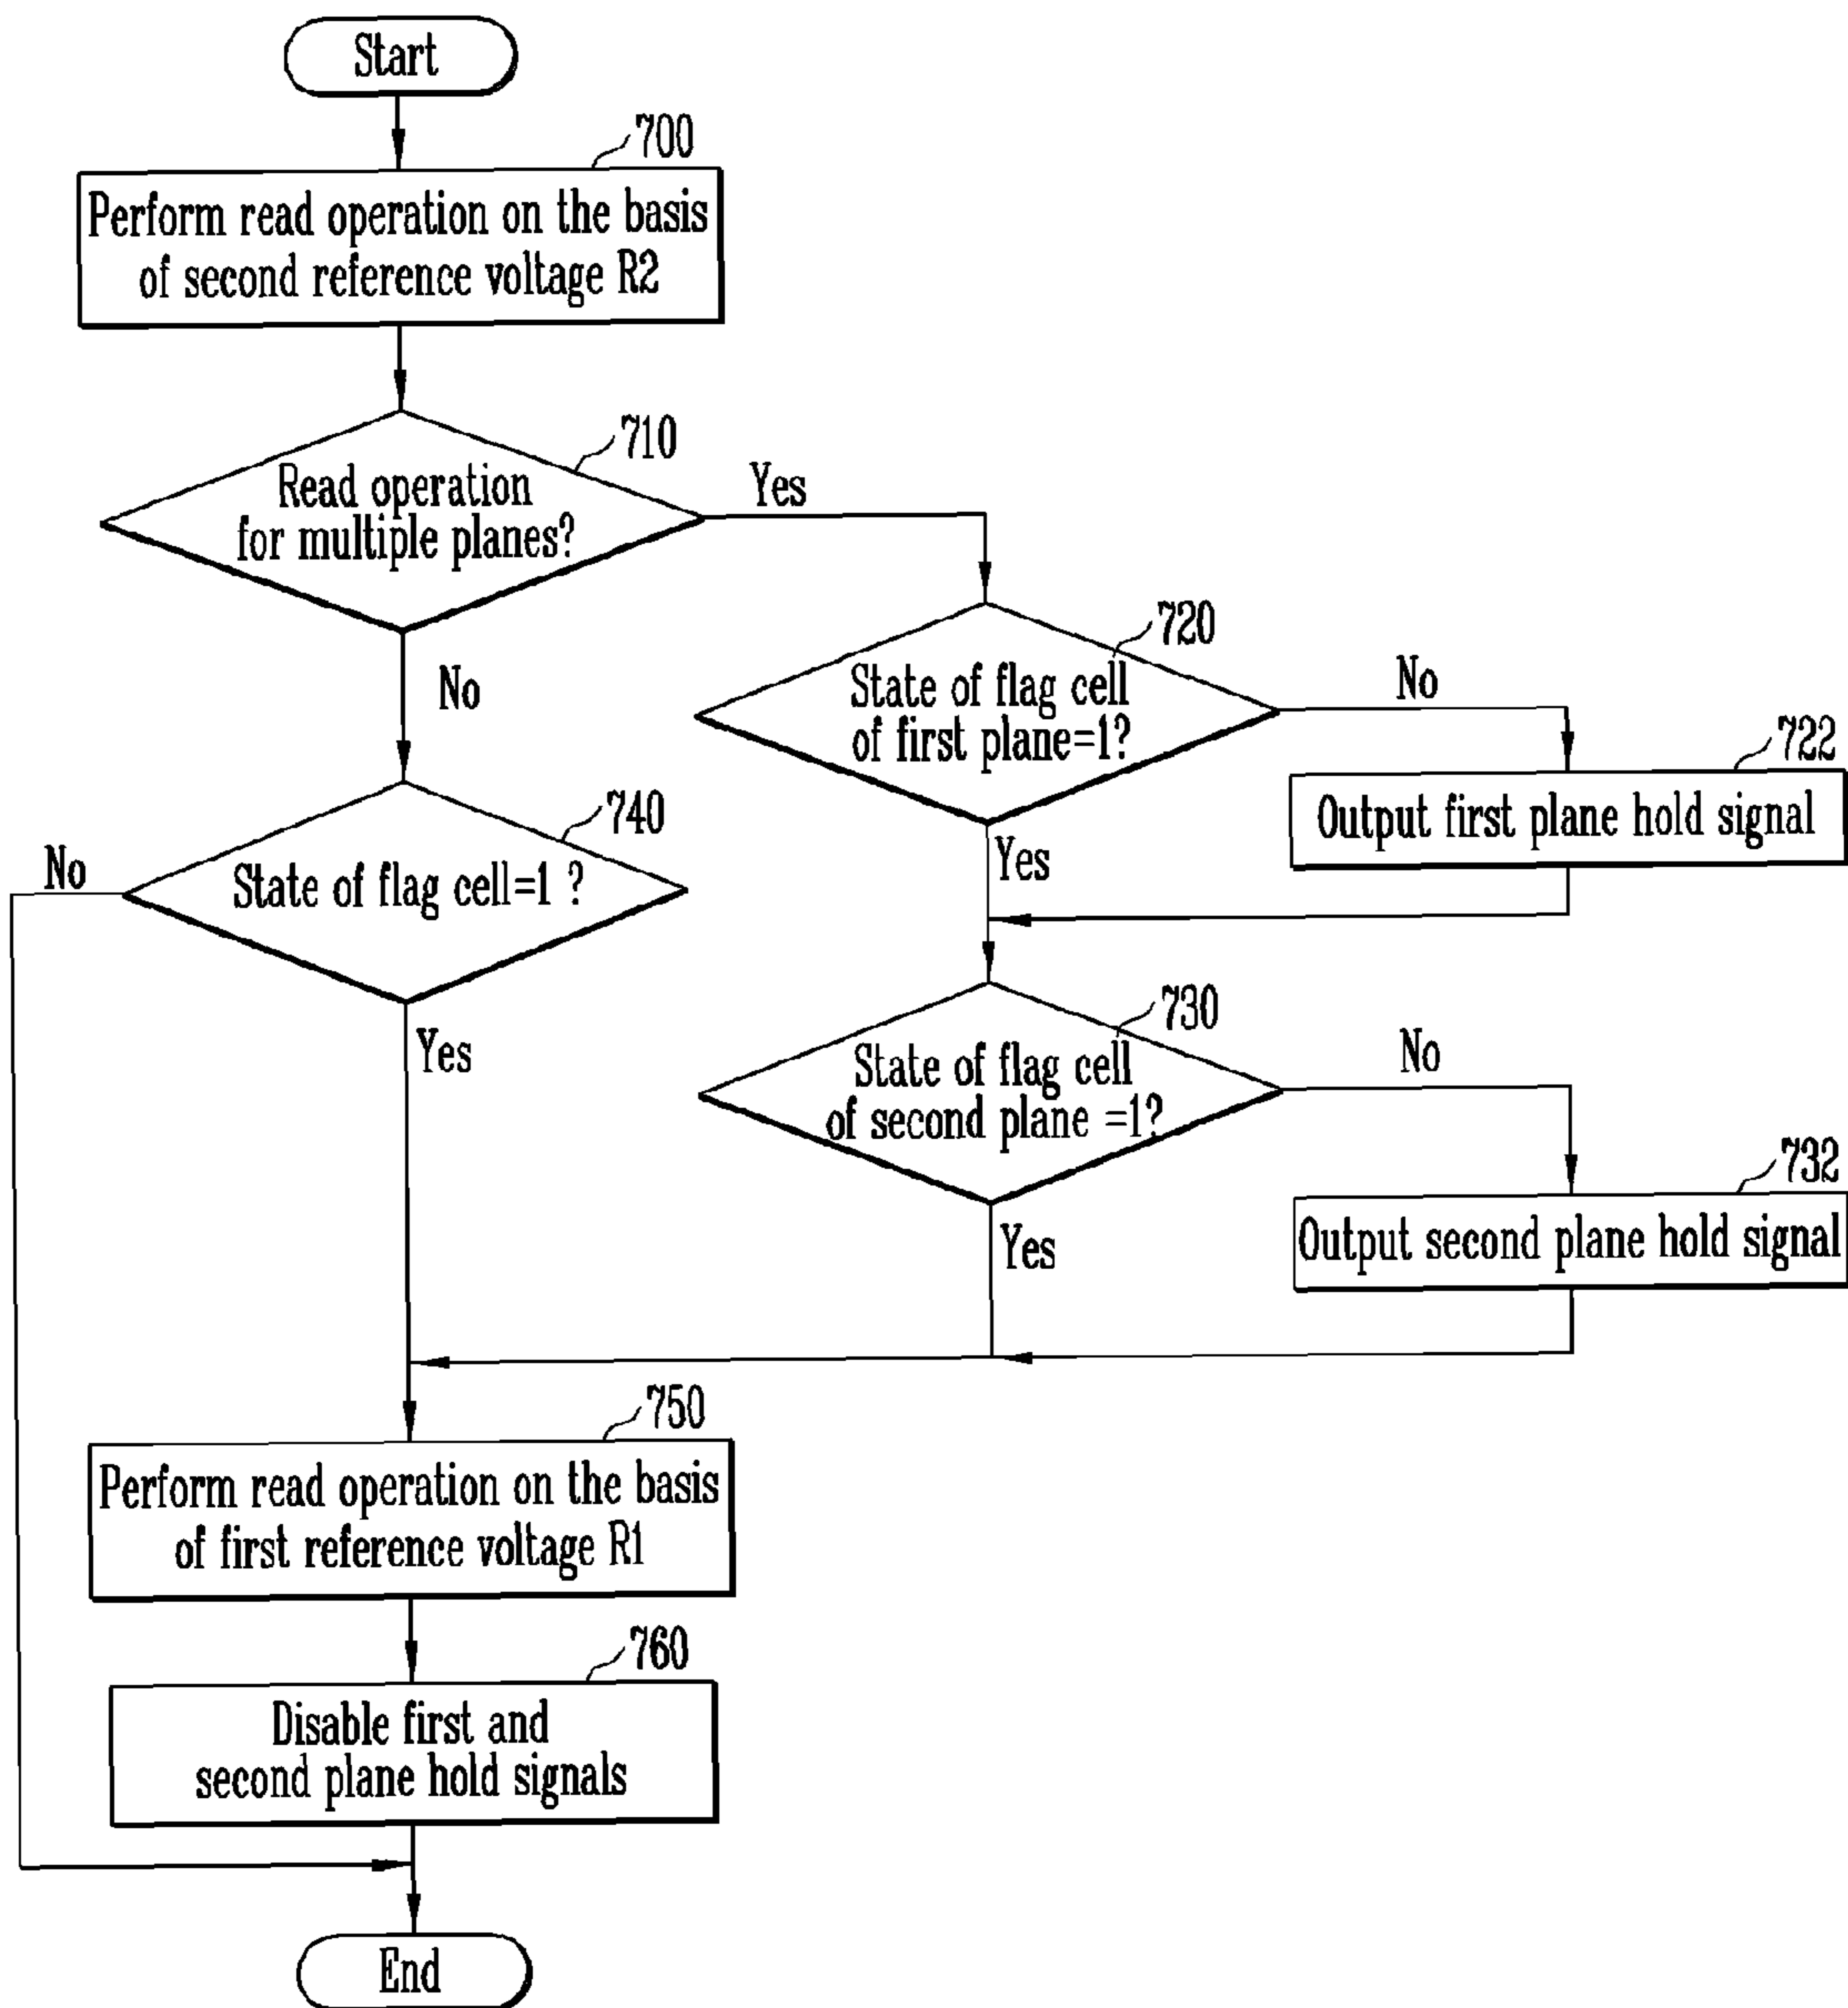 Start
700
Perform read operation on the basis
of second reference voltage R2
710
Read operation
for multiple planes?
Yes
No
720
State of flag cell
of first plane=1?
No
722
Output first plane hold signal
Yes
740
State of flag cell=1 ?
No
Yes
730
State of flag cell
of second plane =1?
No
732
Output second plane hold signal
Yes
750
Perform read operation on the basis
of first reference voltage R1
760
Disable first and
second plane hold signals
End